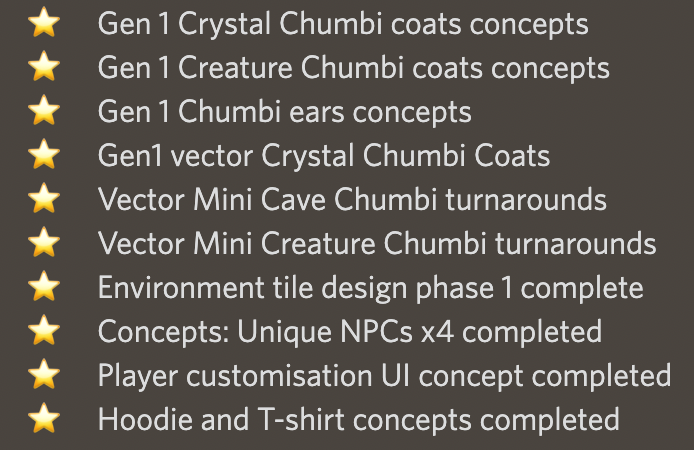 Gen 1 Crystal Chumbi coats concepts
Gen 1 Creature Chumbi coats concepts
Gen 1 Chumbi ears concepts
Gen1 vector Crystal Chumbi Coats
Vector Mini Cave Chumbi turnarounds
Vector Mini Creature Chumbi turnarounds
Environment tile design phase 1 complete
Concepts: Unique NPCs x4 completed
Player customisation UI concept completed
Hoodie and T-shirt concepts completed